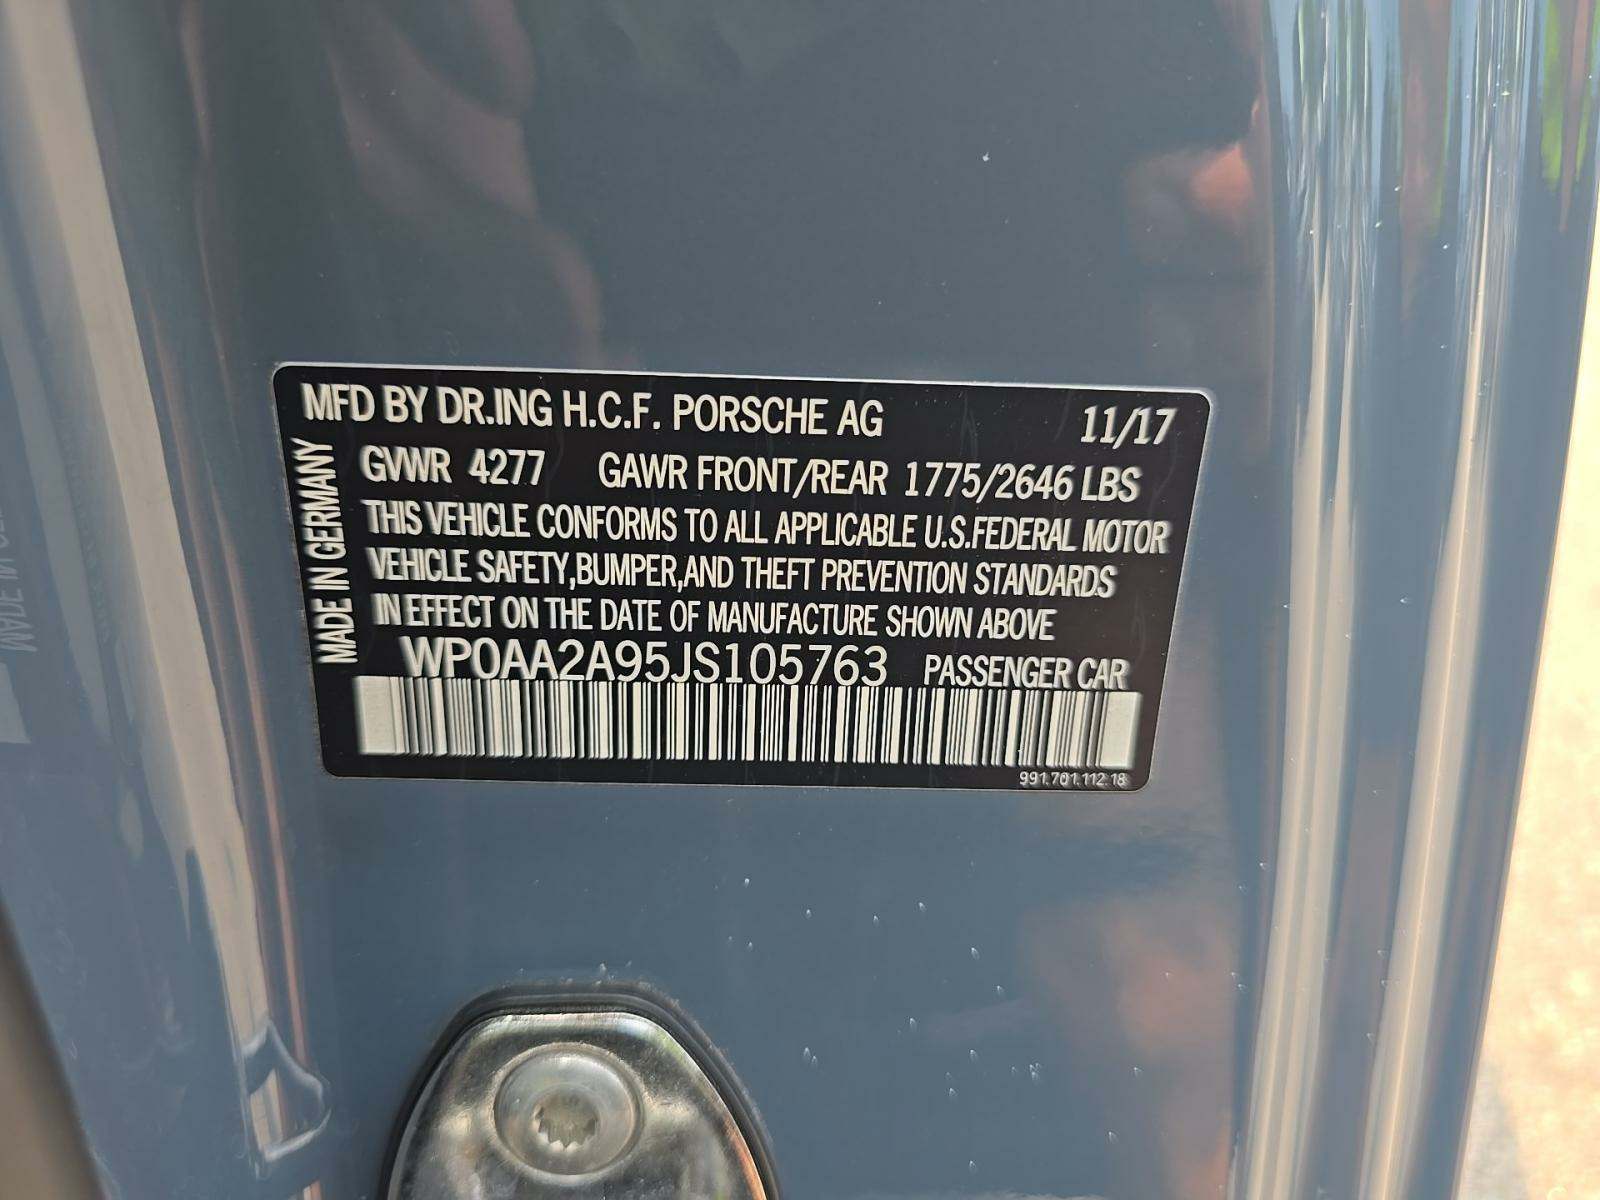 MFD BY DR.ING H.C.F. PORSCHE AG 11/17
GVWR 4277 GAWR FRONT/REAR 1775/2646 LBS
THIS VEHICLE CONFORMS TO ALL APPLICABLE U.S.FEDERAL MOTOR
VEHICLE SAFETY,BUMPER,AND THEFT PREVENTION STANDARDS
IN EFFECT ON THE DATE OF MANUFACTURE SHOWN ABOVE
WP0AA2A95JS105763 PASSENGER CAR
991.701.112.18
MADE IN GERMANY